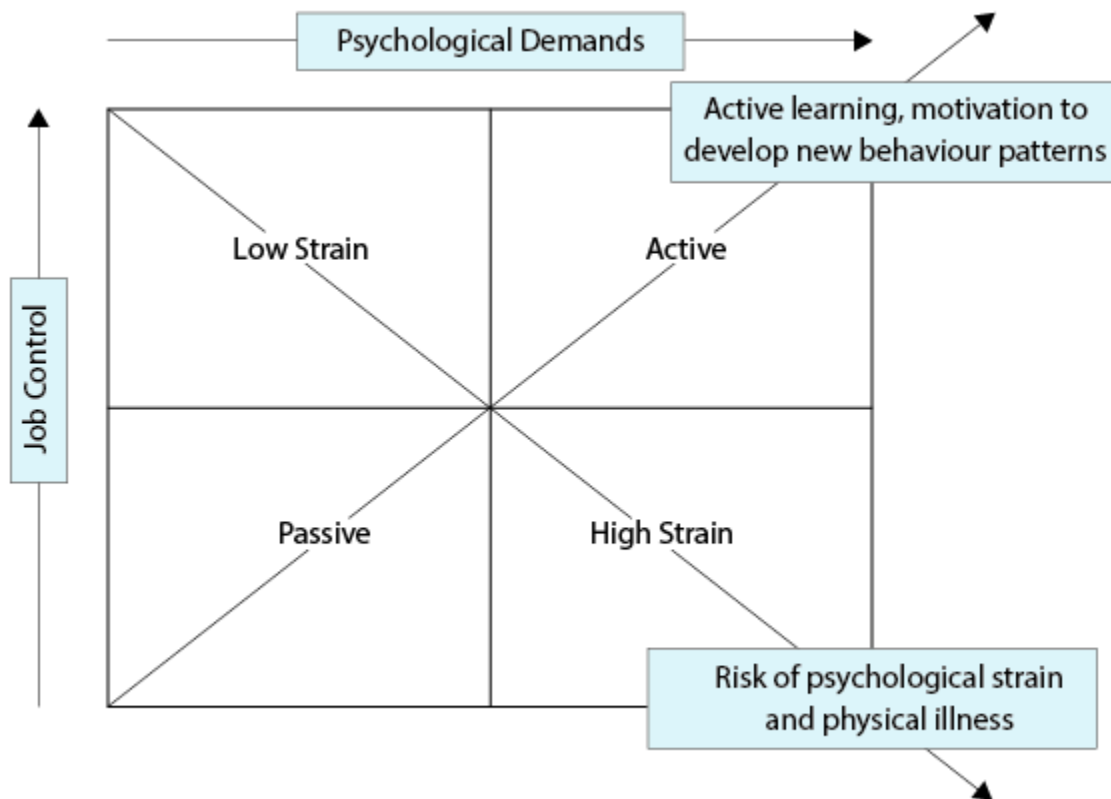 Psychological Demands
Active learning, motivation to
develop new behaviour patterns
Low Strain
Active
Job Control
Passive
High Strain
Risk of psychological strain
and physical illness